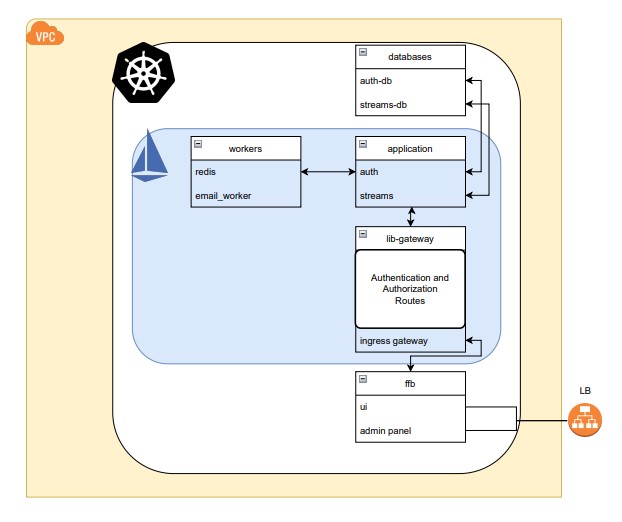 VPC
databases
auth-db
streams-db
workers
redis
email_worker
application
auth
streams
lib-gateway
Authentication and
Authorization
Routes
ingress gateway
ffb
ui
admin panel
LB